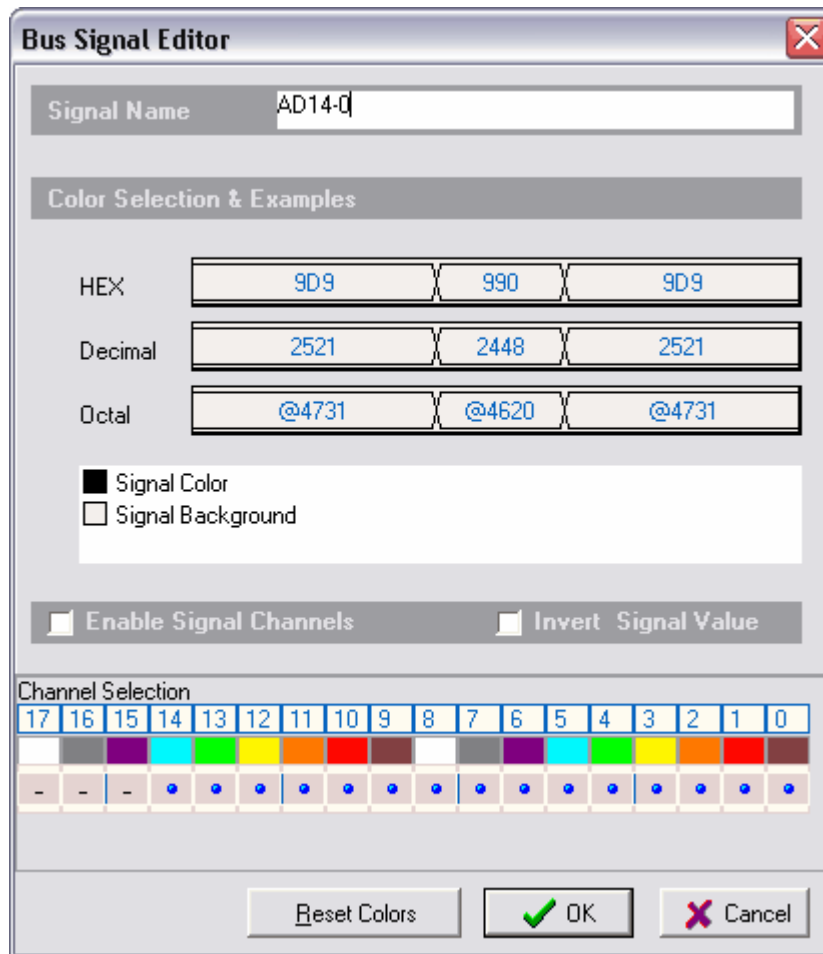 Bus Signal Editor
Signal Name AD14-0
Color Selection & Examples
HEX 9D9 990 9D9
Decimal 2521 2448 2521
Octal @4731 @4620 @4731
Signal Color
Signal Background
Enable Signal Channels Invert Signal Value
Channel Selection
17 16 15 14 13 12 11 10 9 8 7 6 5 4 3 2 1 0
Reset Colors OK Cancel